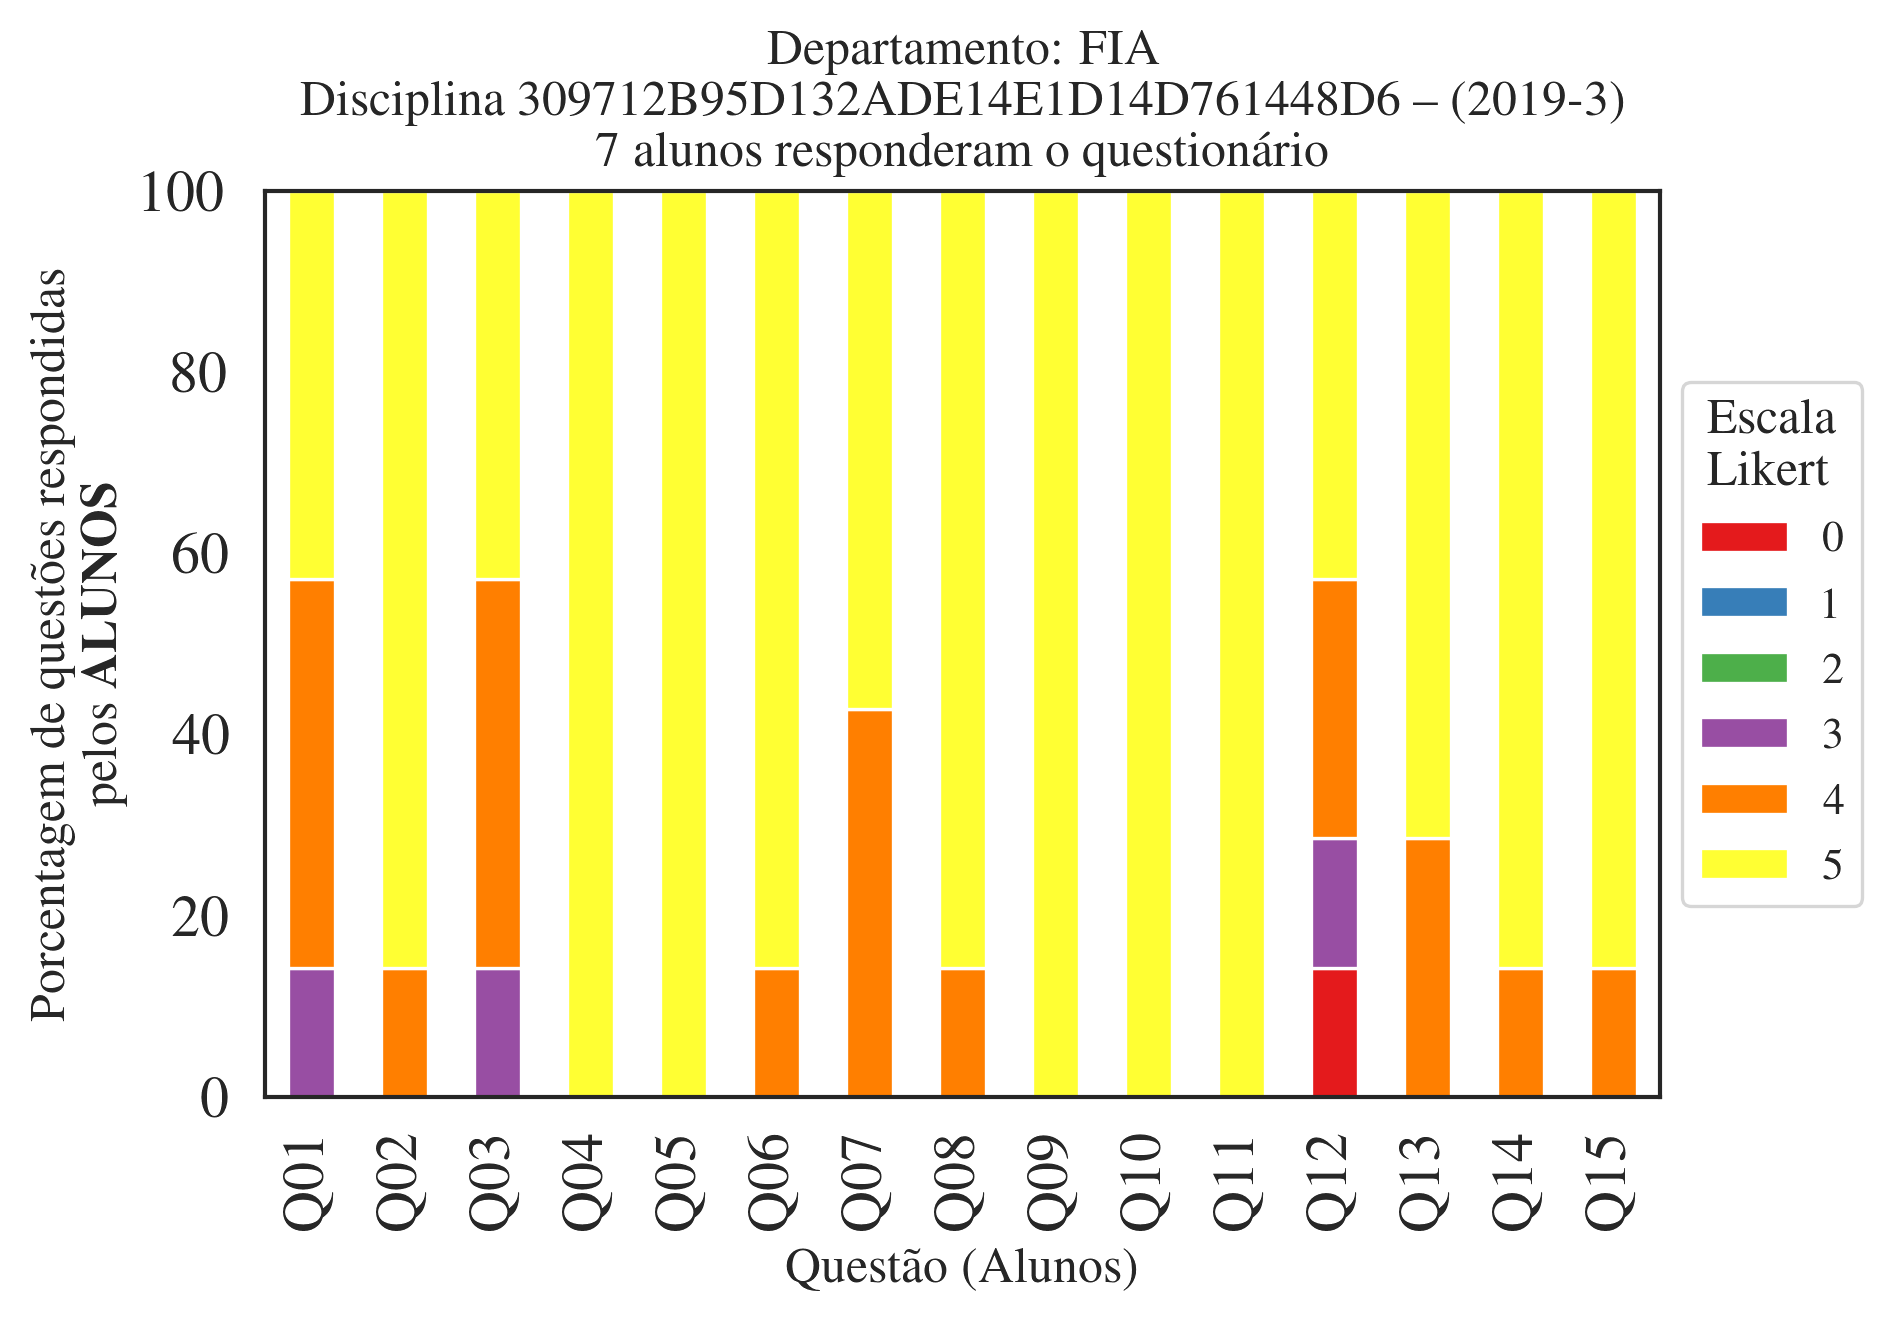 Departamento: FIA
Disciplina 309712B95D132ADE14E1D14D761448D6 – (2019-3)
7 alunos responderam o questionário
Porcentagem de questões respondidas
pelos ALUNOS
100
80
60
40
20
0
Q01
Q02
Q03
Q04
Q05
Q06
Q07
Q08
Q09
Q10
Q11
Q12
Q13
Q14
Q15
Questão (Alunos)
Escala
Likert
0
1
2
3
4
5